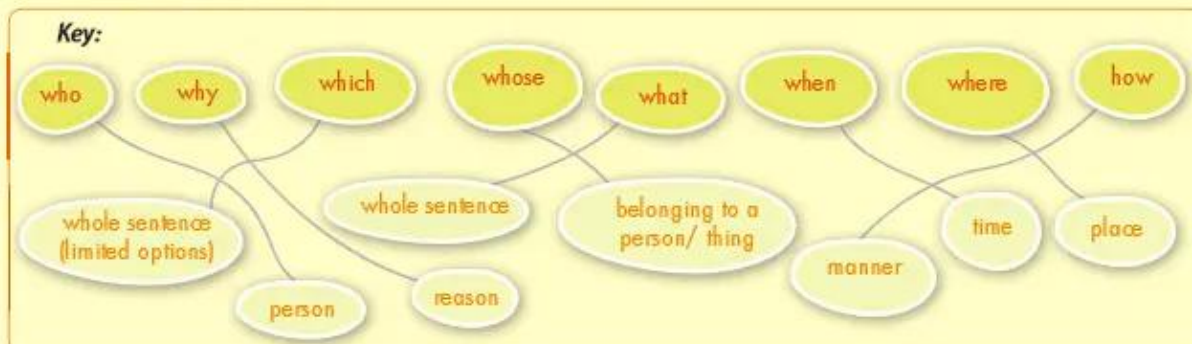 Key:
who why which whose what when where how
whole sentence
(limited options)
whole sentence
belonging to a
person/ thing
time
place
manner
person
reason